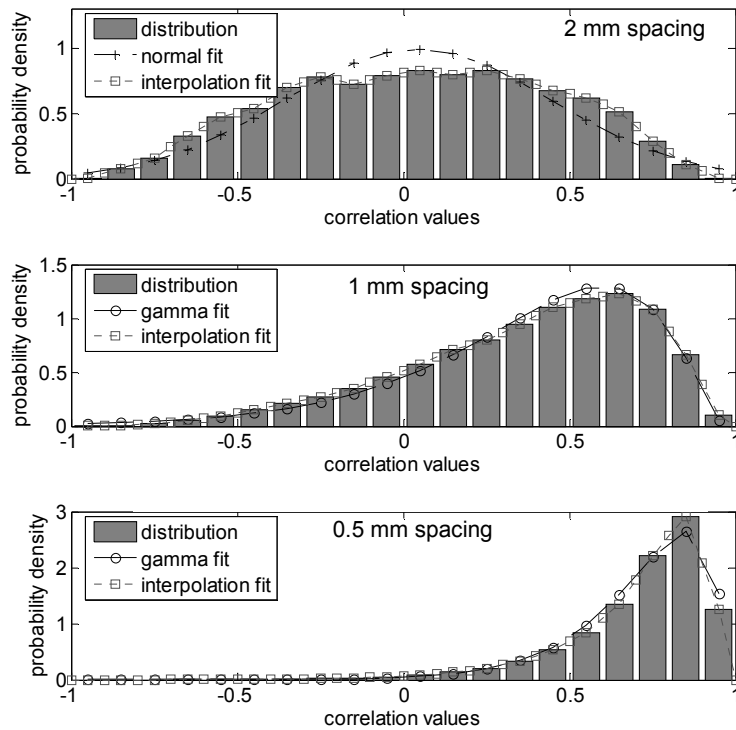 2 mm spacing
distribution
normal fit
interpolation fit
probability density
1
0.5
0
-1
-0.5
0
0.5
1
correlation values
1 mm spacing
distribution
gamma fit
interpolation fit
probability density
1.5
1
0.5
0
-1
-0.5
0
0.5
1
correlation values
0.5 mm spacing
distribution
gamma fit
interpolation fit
probability density
3
2
1
0
-1
-0.5
0
0.5
1
correlation values